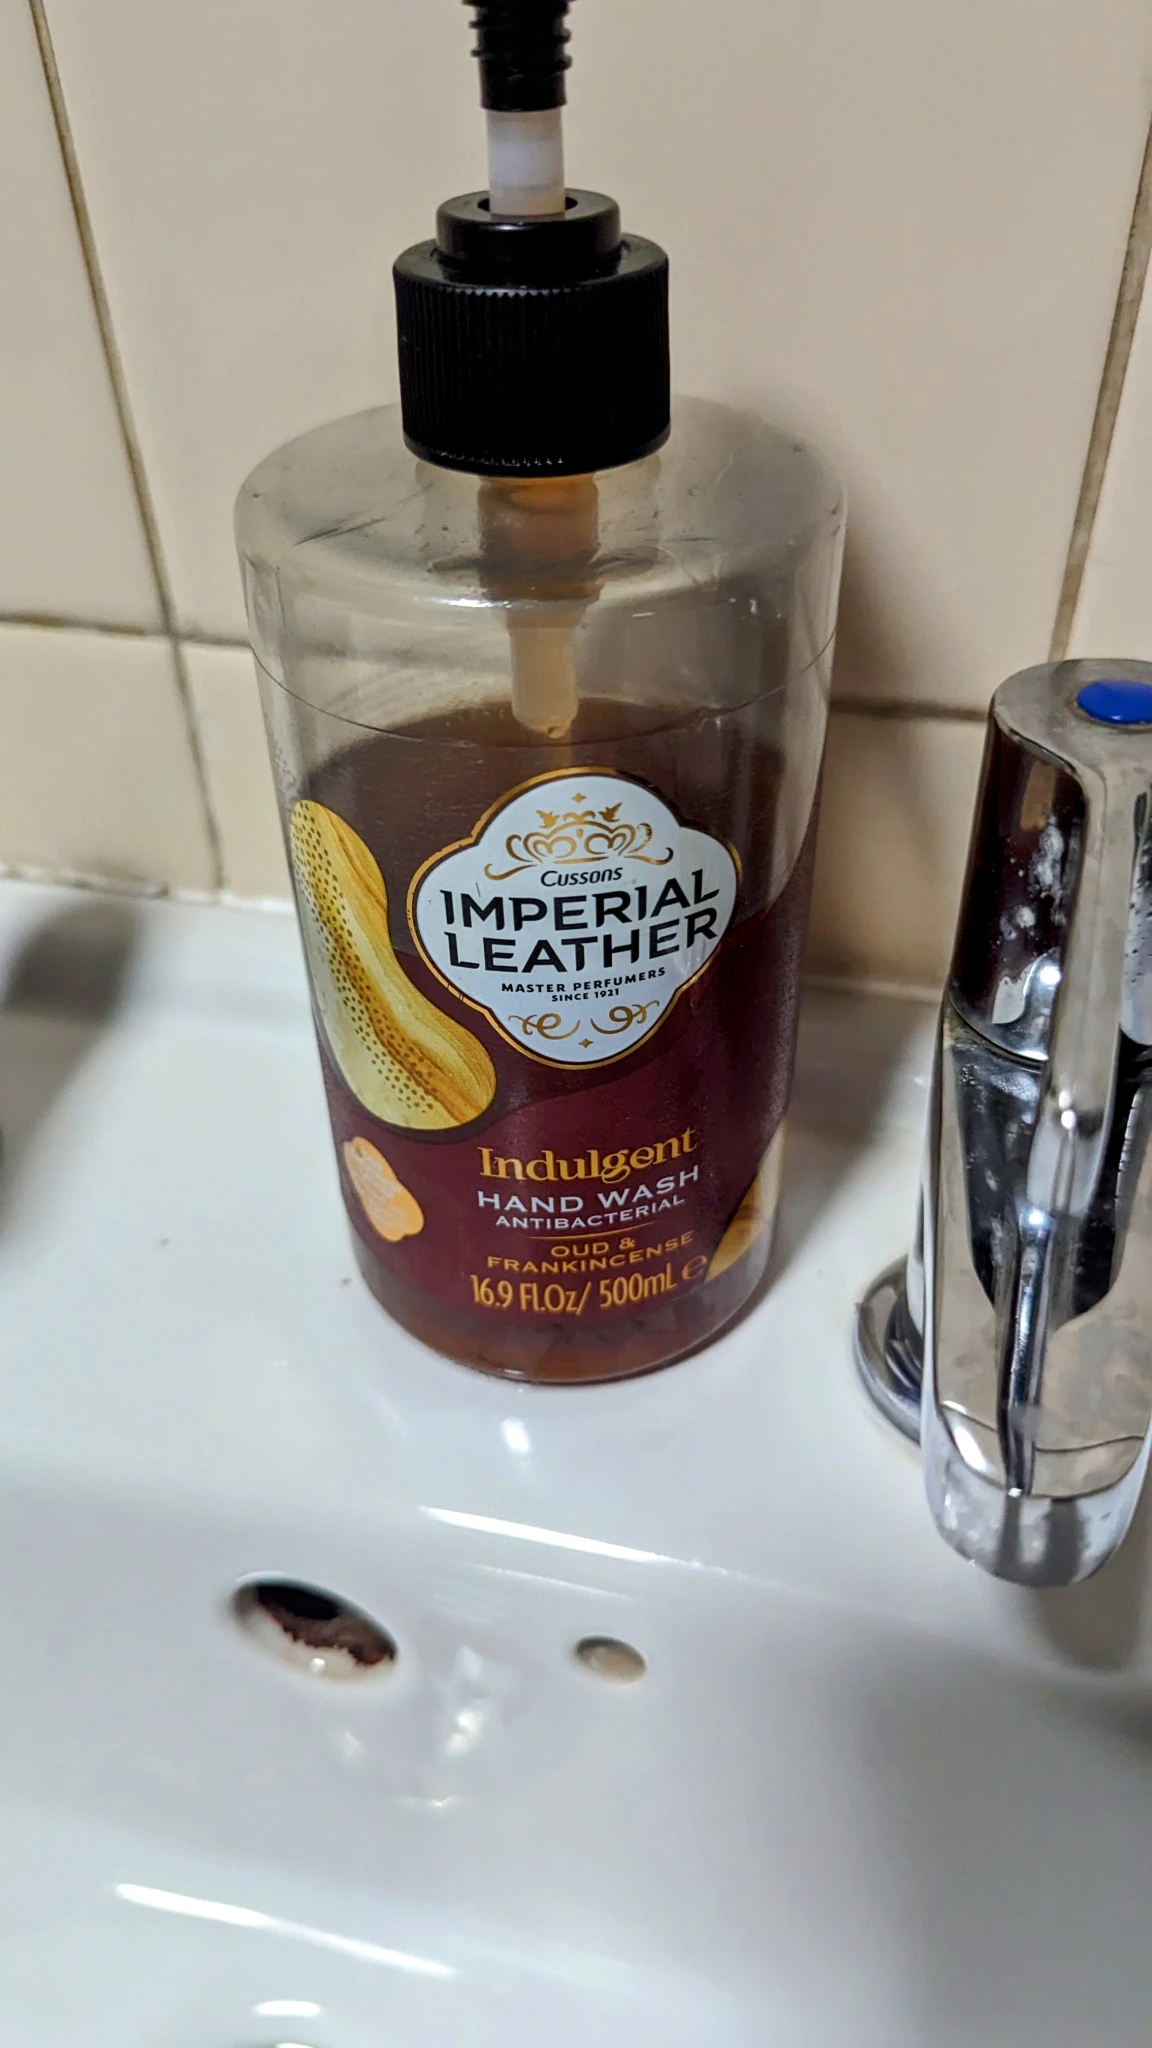 Cussons
IMPERIAL
LEATHER
MASTER PERFUMERS
SINCE 1921
Indulgent
HAND WASH
ANTIBACTERIAL
OUD &
FRANKINCENSE
16.9 Fl.Oz/ 500mL ℮